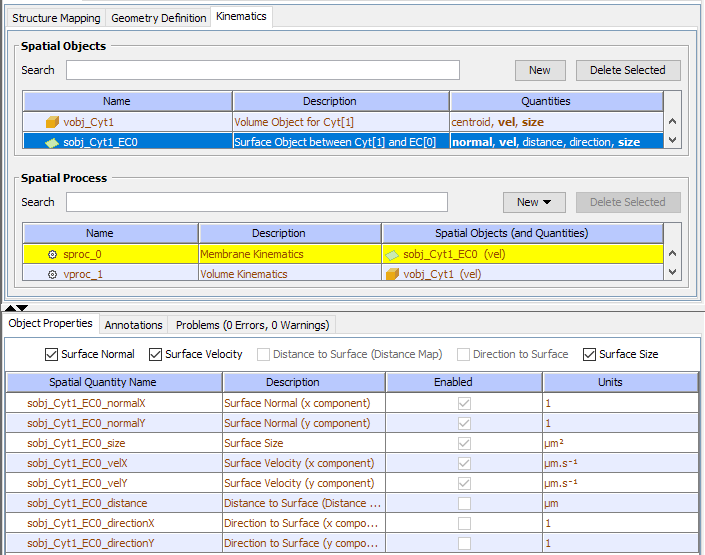 Structure Mapping Geometry Definition Kinematics
Spatial Objects
Search New Delete Selected
Name Description Quantities
vobj_Cyt1 Volume Object for Cyt[1] centroid, vel, size
sobj_Cyt1_EC0 Surface Object between Cyt[1] and EC[0] normal, vel, distance, direction, size
Spatial Process
Search New Delete Selected
Name Description Spatial Objects (and Quantities)
sproc_0 Membrane Kinematics sobj_Cyt1_EC0 (vel)
vproc_1 Volume Kinematics vobj_Cyt1 (vel)
Object Properties Annotations Problems (0 Errors, 0 Warnings)
Surface Normal Surface Velocity Distance to Surface (Distance Map) Direction to Surface Surface Size
Spatial Quantity Name Description Enabled Units
sobj_Cyt1_EC0_normalX Surface Normal (x component) 1
sobj_Cyt1_EC0_normalY Surface Normal (y component) 1
sobj_Cyt1_EC0_size Surface Size µm²
sobj_Cyt1_EC0_velX Surface Velocity (x component) µm.s⁻¹
sobj_Cyt1_EC0_velY Surface Velocity (y component) µm.s⁻¹
sobj_Cyt1_EC0_distance Distance to Surface (Distance ... µm
sobj_Cyt1_EC0_directionX Direction to Surface (x compo... 1
sobj_Cyt1_EC0_directionY Direction to Surface (y compo... 1